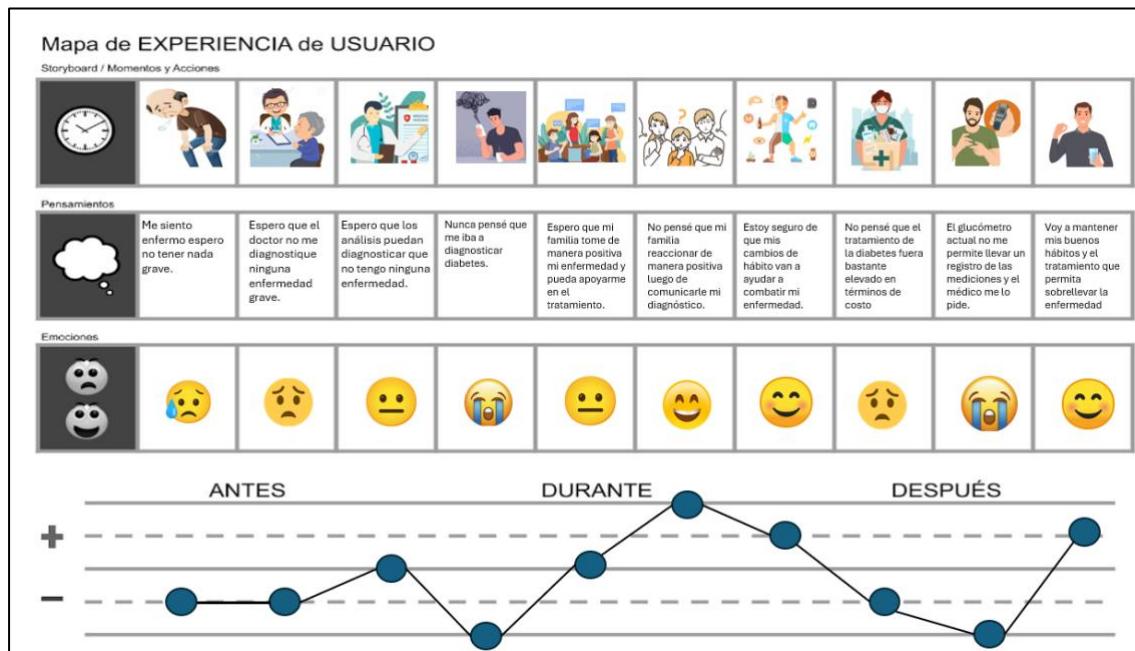 Mapa de EXPERIENCIA de USUARIO
Storyboard / Momentos y Acciones
Pensamientos
Me siento
enfermo espero
no tener nada
grave.
Espero que el
doctor no me
diagnostique
ninguna
enfermedad
grave.
Espero que los
análisis puedan
diagnosticar que
no tengo ninguna
enfermedad.
Nunca pensé que
me iba a
diagnosticar
diabetes.
Espero que mi
familia tome de
manera positiva
mi enfermedad y
pueda apoyarme
en el
tratamiento.
No pensé que mi
familia
reaccionar de
manera positiva
luego de
comunicarle mi
diagnóstico.
Estoy seguro de
que mis
cambios de
hábito van a
ayudar a
combatir mi
enfermedad.
No pensé que el
tratamiento de
la diabetes fuera
bastante
elevado en
términos de
costo
El glucómetro
actual no me
permite llevar un
registro de las
mediciones y el
médico me lo
pide.
Voy a mantener
mis buenos
hábitos y el
tratamiento que
permita
sobrellevar la
enfermedad
Emociones
ANTES
DURANTE
DESPUÉS
+
−